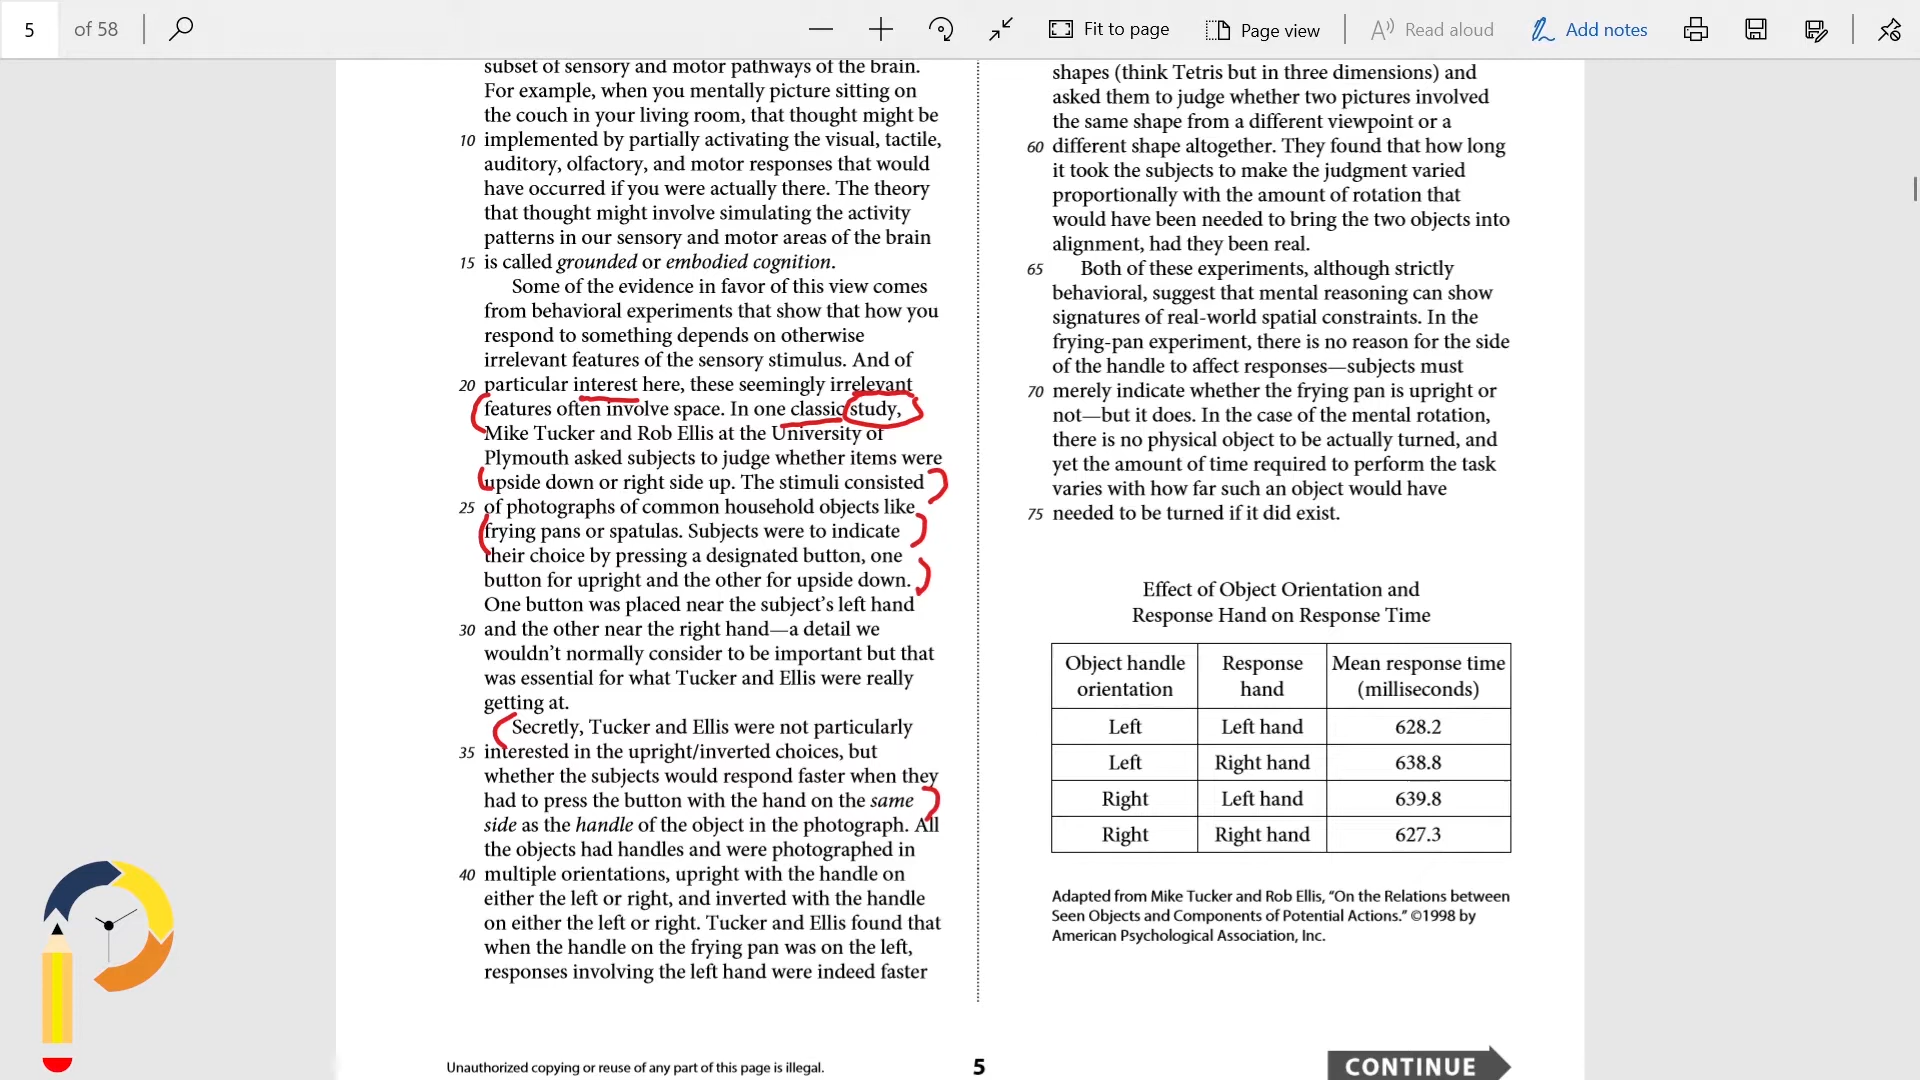 5 of 58 Fit to page Page view Read aloud Add notes
subset of sensory and motor pathways of the brain.
For example, when you mentally picture sitting on
the couch in your living room, that thought might be
10 implemented by partially activating the visual, tactile,
auditory, olfactory, and motor responses that would
have occurred if you were actually there. The theory
that thought might involve simulating the activity
patterns in our sensory and motor areas of the brain
15 is called grounded or embodied cognition.
Some of the evidence in favor of this view comes
from behavioral experiments that show that how you
respond to something depends on otherwise
irrelevant features of the sensory stimulus. And of
20 particular interest here, these seemingly irrelevant
features often involve space. In one classic study,
Mike Tucker and Rob Ellis at the University of
Plymouth asked subjects to judge whether items were
upside down or right side up. The stimuli consisted
25 of photographs of common household objects like
frying pans or spatulas. Subjects were to indicate
their choice by pressing a designated button, one
button for upright and the other for upside down.
One button was placed near the subject’s left hand
30 and the other near the right hand—a detail we
wouldn’t normally consider to be important but that
was essential for what Tucker and Ellis were really
getting at.
Secretly, Tucker and Ellis were not particularly
35 interested in the upright/inverted choices, but
whether the subjects would respond faster when they
had to press the button with the hand on the same
side as the handle of the object in the photograph. All
the objects had handles and were photographed in
40 multiple orientations, upright with the handle on
either the left or right, and inverted with the handle
on either the left or right. Tucker and Ellis found that
when the handle on the frying pan was on the left,
responses involving the left hand were indeed faster
shapes (think Tetris but in three dimensions) and
asked them to judge whether two pictures involved
the same shape from a different viewpoint or a
60 different shape altogether. They found that how long
it took the subjects to make the judgment varied
proportionally with the amount of rotation that
would have been needed to bring the two objects into
alignment, had they been real.
65 Both of these experiments, although strictly
behavioral, suggest that mental reasoning can show
signatures of real-world spatial constraints. In the
frying-pan experiment, there is no reason for the side
of the handle to affect responses—subjects must
70 merely indicate whether the frying pan is upright or
not—but it does. In the case of the mental rotation,
there is no physical object to be actually turned, and
yet the amount of time required to perform the task
varies with how far such an object would have
75 needed to be turned if it did exist.
Effect of Object Orientation and
Response Hand on Response Time
Object handle orientation Response hand Mean response time (milliseconds)
Left Left hand 628.2
Left Right hand 638.8
Right Left hand 639.8
Right Right hand 627.3
Adapted from Mike Tucker and Rob Ellis, “On the Relations between
Seen Objects and Components of Potential Actions.” ©1998 by
American Psychological Association, Inc.
Unauthorized copying or reuse of any part of this page is illegal. 5 CONTINUE